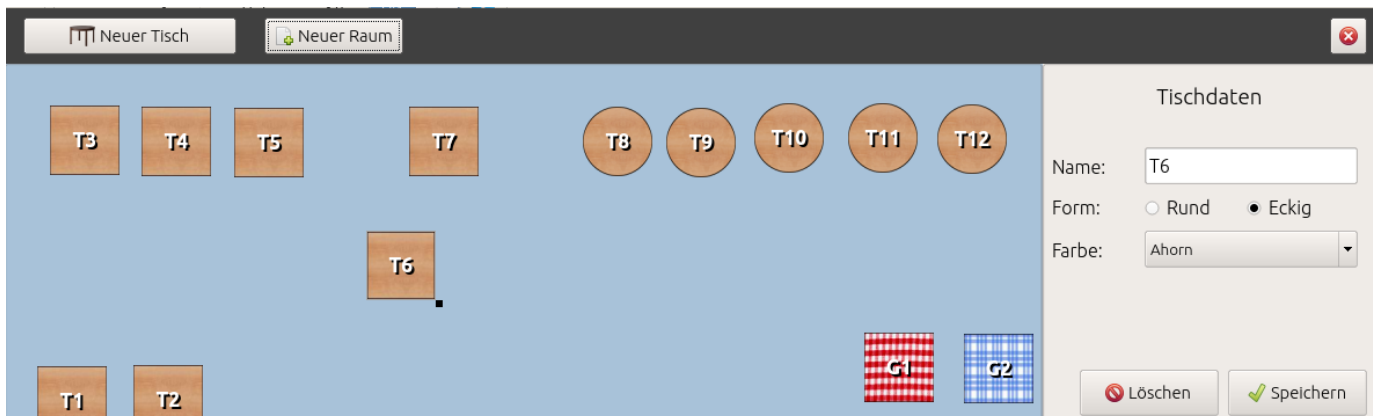 Neuer Tisch
Neuer Raum
Tischdaten
T3 T4 T5 T7 T8 T9 T10 T11 T12
Name: T6
Form: Rund Eckig
Farbe: Ahorn
T6
G1 G2
T1 T2
Löschen Speichern